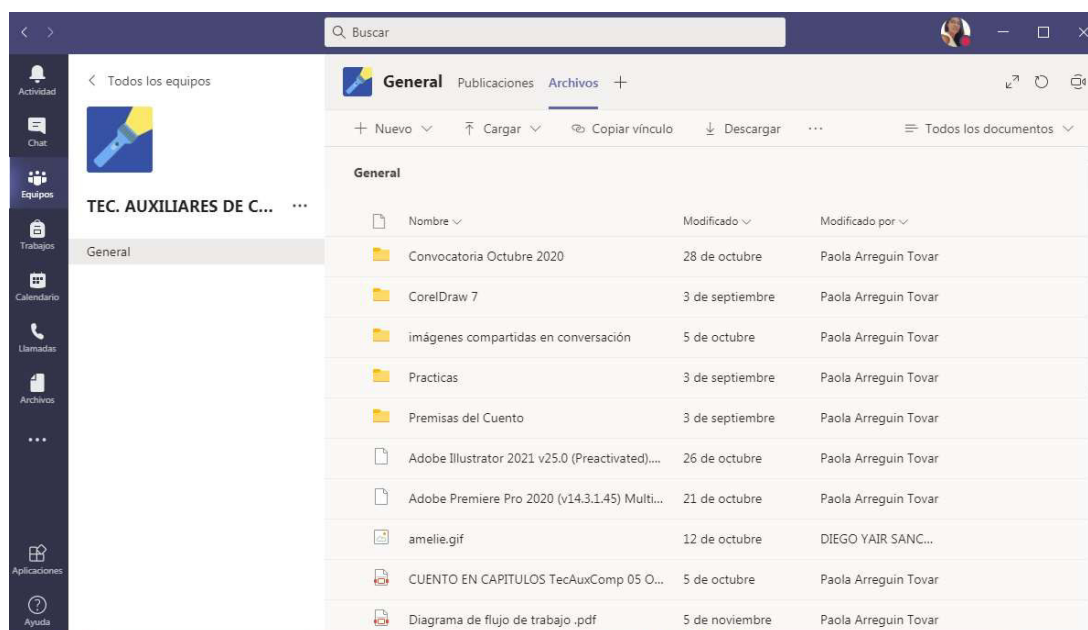 Buscar
Actividad
Chat
Equipos
Trabajos
Calendario
Llamadas
Archivos
Aplicaciones
Ayuda
Todos los equipos
TEC. AUXILIARES DE C... ...
General
General Publicaciones Archivos +
+ Nuevo Cargar Copiar vínculo Descargar ... Todos los documentos
General
Nombre Modificado Modificado por
Convocatoria Octubre 2020 28 de octubre Paola Arreguin Tovar
CorelDraw 7 3 de septiembre Paola Arreguin Tovar
imágenes compartidas en conversación 5 de octubre Paola Arreguin Tovar
Practicas 3 de septiembre Paola Arreguin Tovar
Premisas del Cuento 3 de septiembre Paola Arreguin Tovar
Adobe Illustrator 2021 v25.0 (Preactivated).... 26 de octubre Paola Arreguin Tovar
Adobe Premiere Pro 2020 (v14.3.1.45) Multi... 21 de octubre Paola Arreguin Tovar
amelie.gif 12 de octubre DIEGO YAIR SANC...
CUENTO EN CAPITULOS TecAuxComp 05 O... 5 de octubre Paola Arreguin Tovar
Diagrama de flujo de trabajo .pdf 5 de noviembre Paola Arreguin Tovar